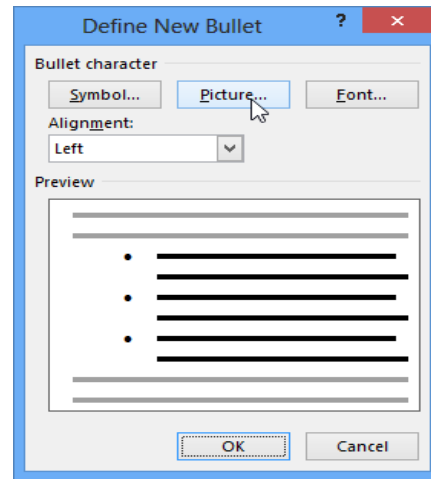 Define New Bullet ? ×
Bullet character
Symbol... Picture... Font...
Alignment:
Left
Preview
OK Cancel